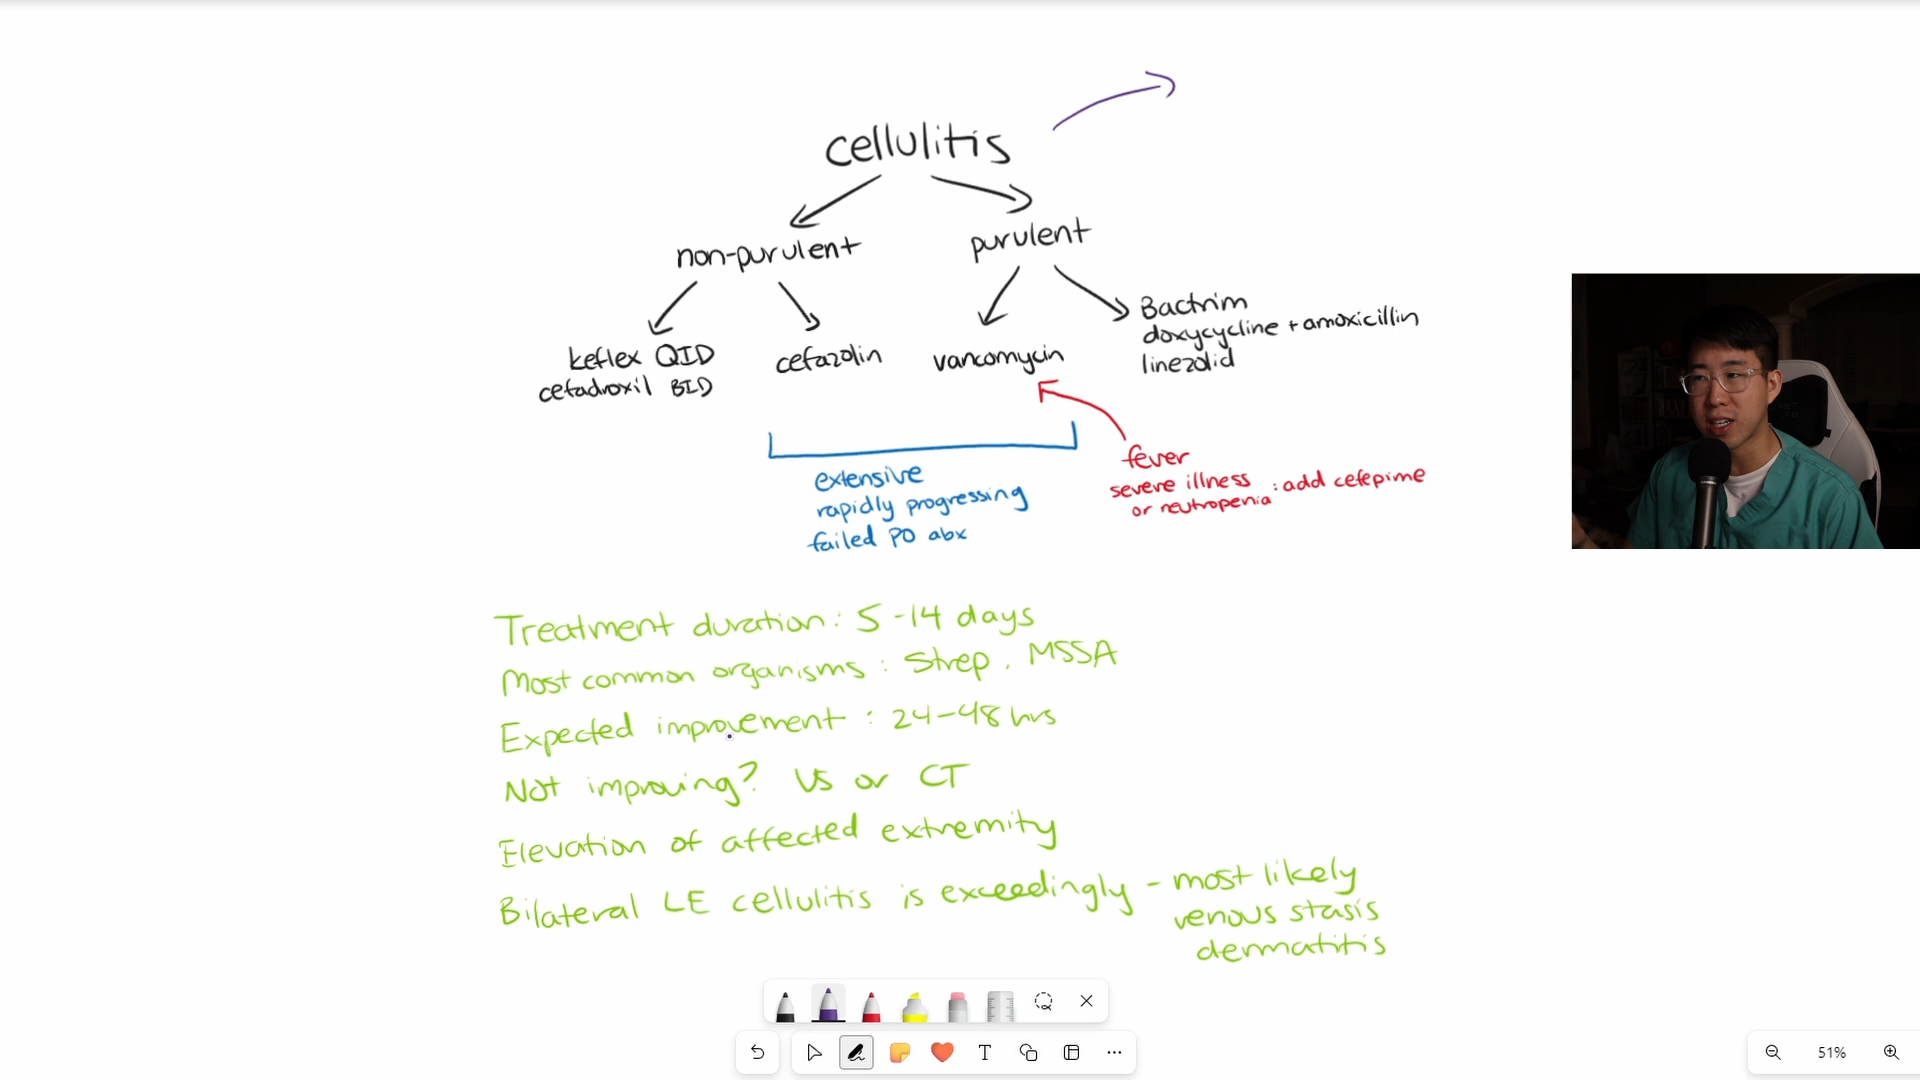 cellulitis
non-purulent
purulent
keflex QID
cefadroxil BID
cefazolin
vancomycin
Bactrim
doxycycline + amoxicillin
linezolid
extensive
rapidly progressing
failed PO abx
fever
severe illness : add cefepime
or neutropenia
Treatment duration: 5-14 days
Most common organisms: Strep, MSSA
Expected improvement: 24-48 hrs
Not improving? US or CT
Elevation of affected extremity
Bilateral LE cellulitis is exceedingly - most likely
venous stasis
dermatitis
T
51%